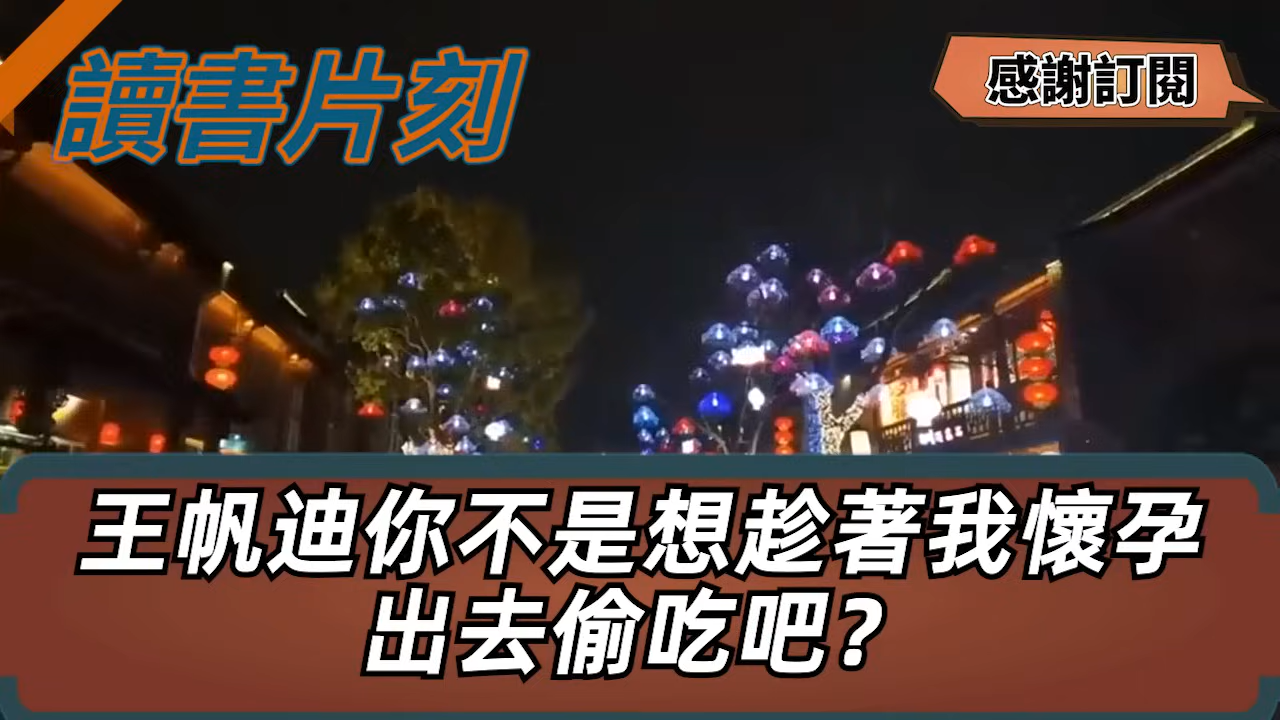 讀書片刻
感謝訂閱
王帆迪你不是想趁著我懷孕
出去偷吃吧？